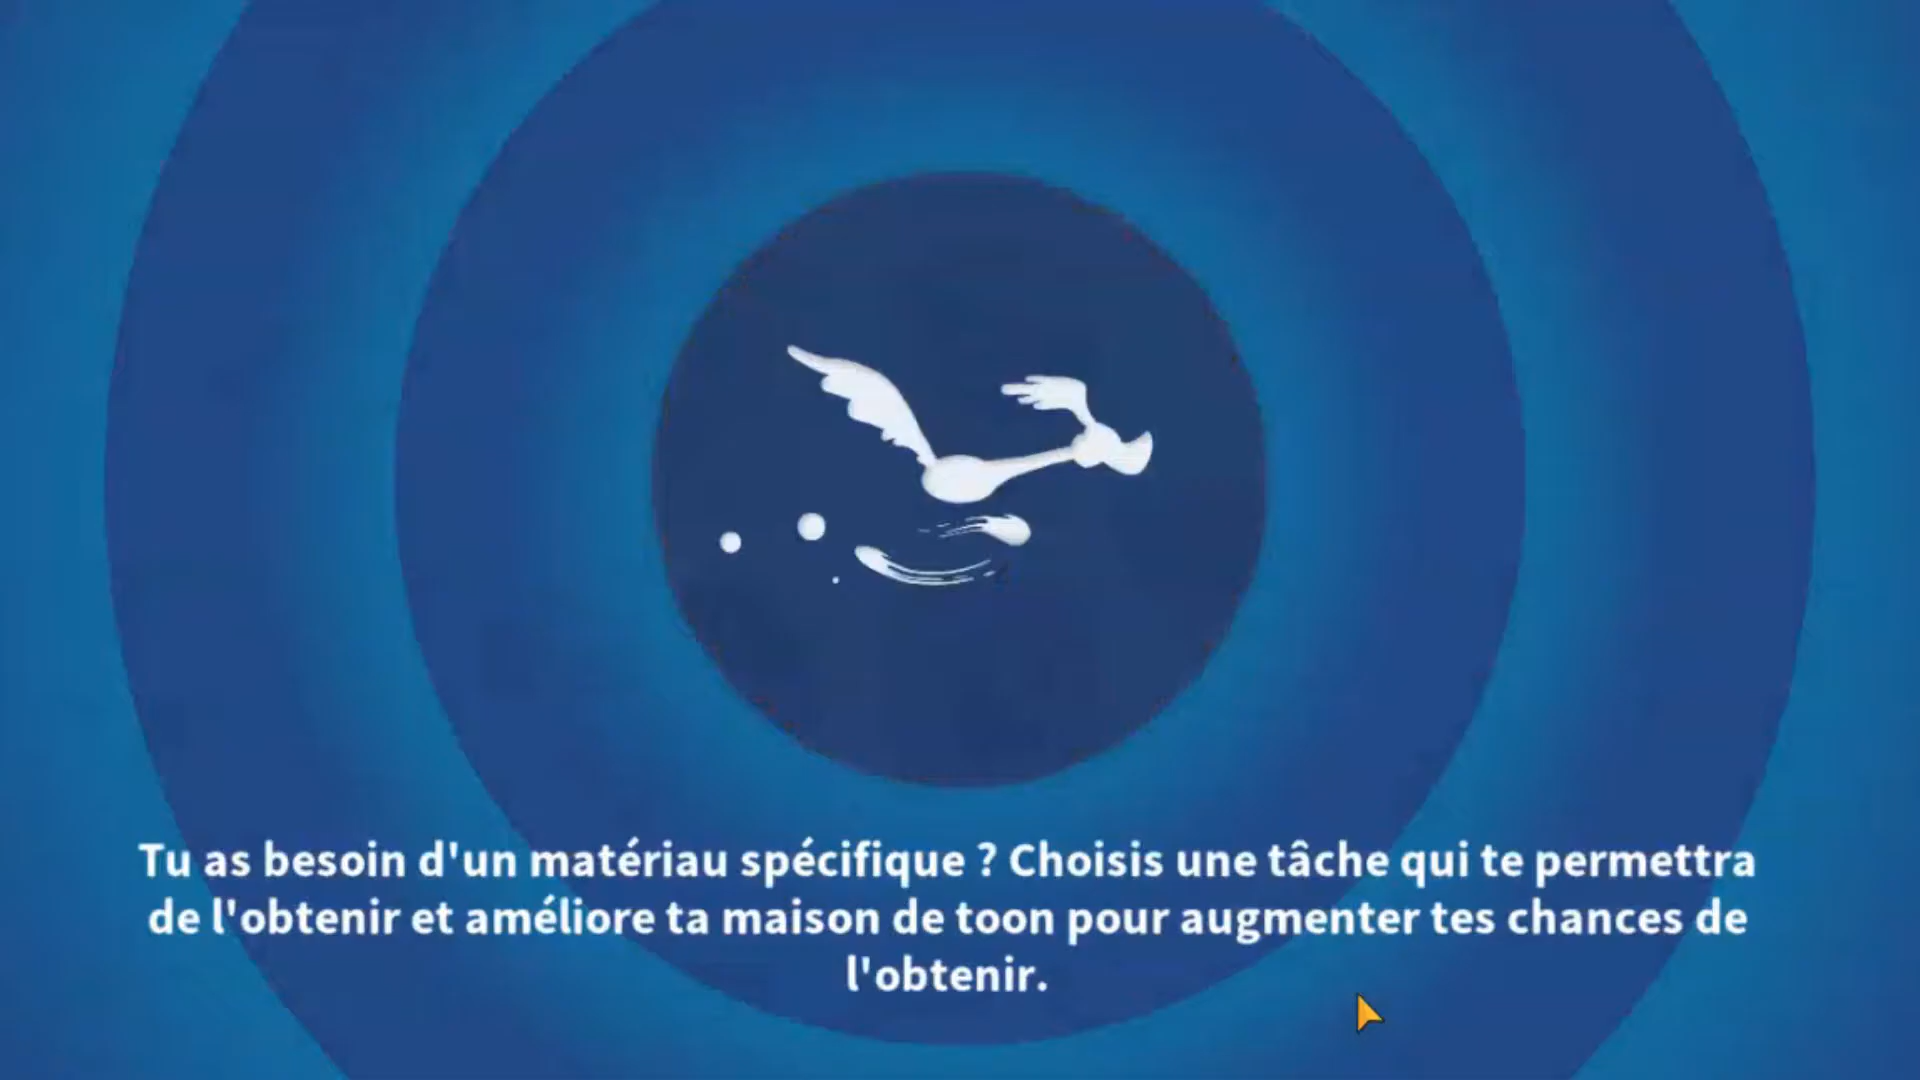 Tu as besoin d'un matériau spécifique ? Choisis une tâche qui te permettra
de l'obtenir et améliore ta maison de toon pour augmenter tes chances de
l'obtenir.